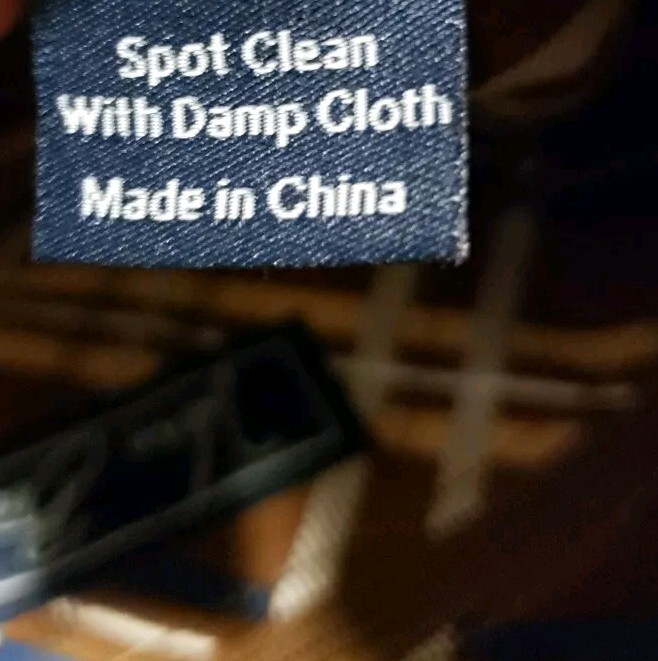 Spot Clean
With Damp Cloth
Made in China